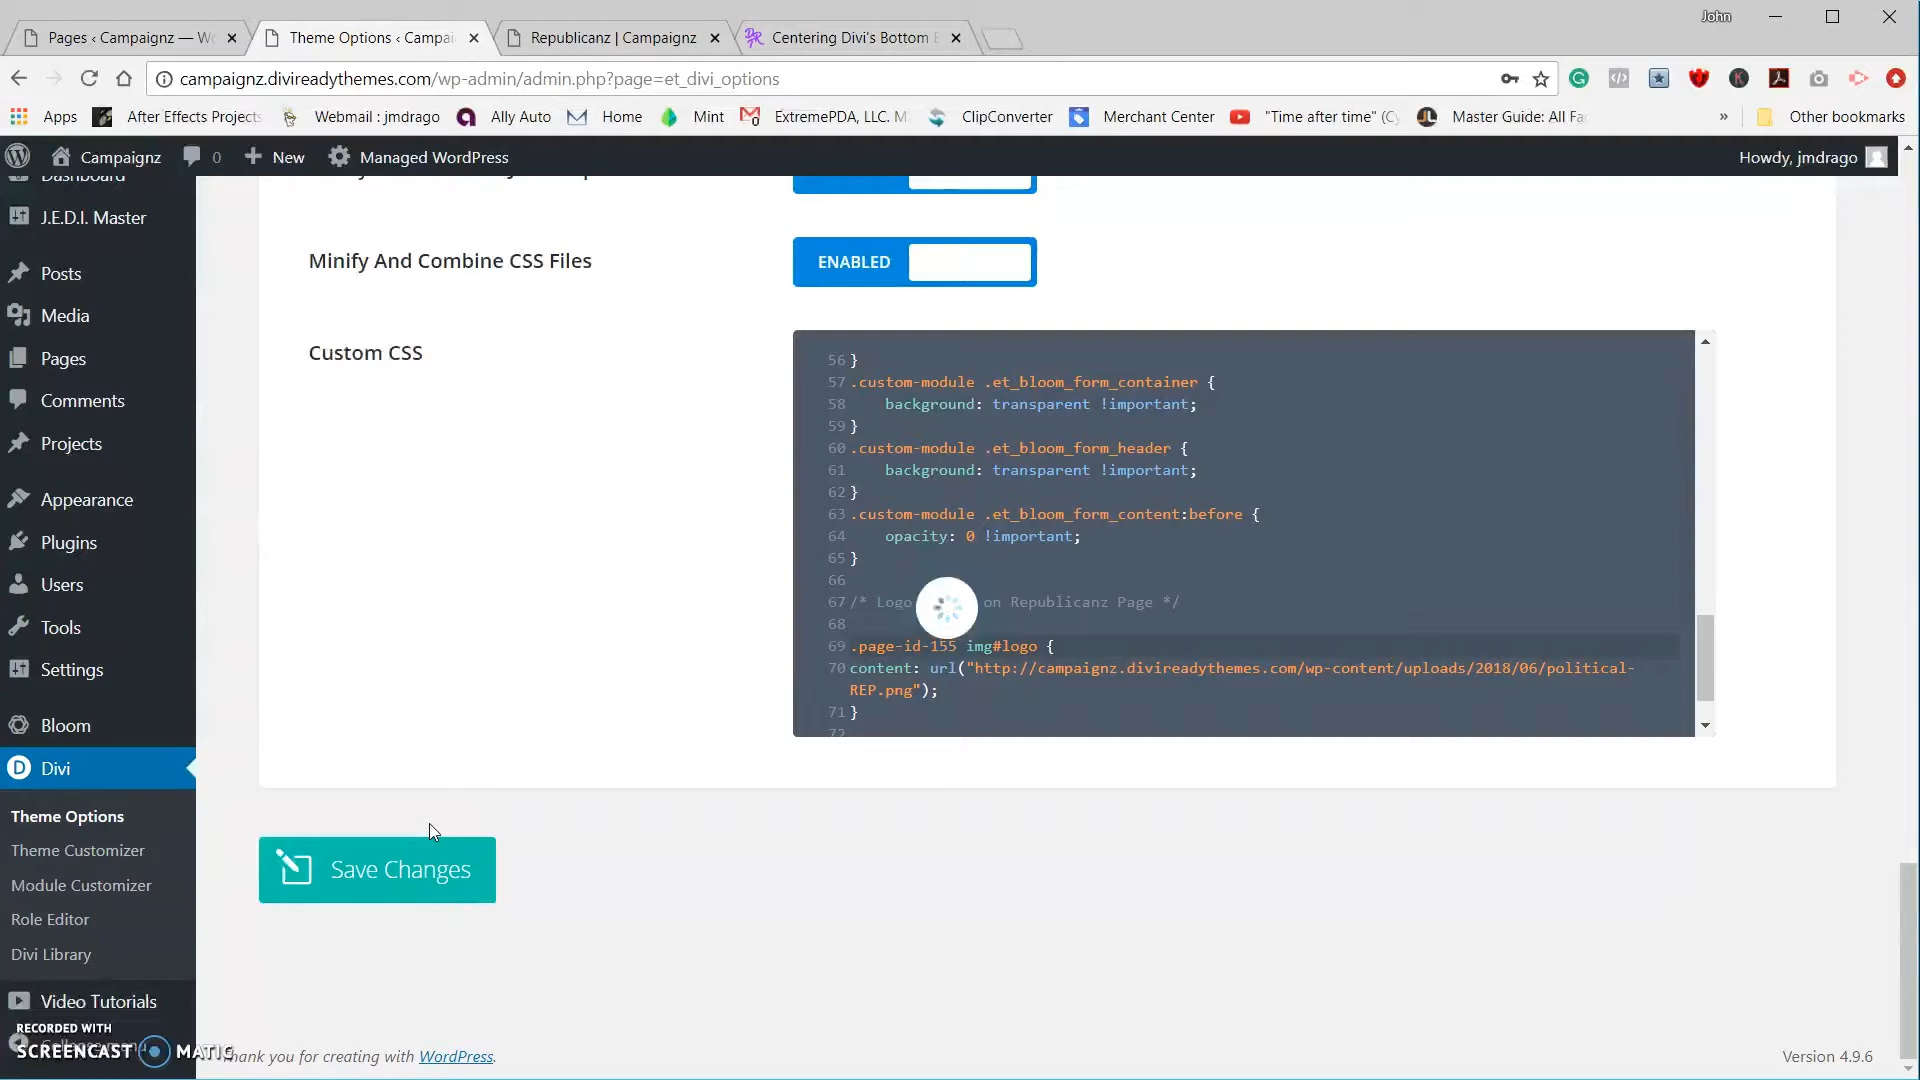 John
Pages ‹ Campaignz — Wo
Theme Options ‹ Campai
Republicanz | Campaignz
Centering Divi's Bottom
campaignz.divireadythemes.com/wp-admin/admin.php?page=et_divi_options
Apps
After Effects Projects
Webmail : jmdrago
Ally Auto
Home
Mint
ExtremePDA, LLC. M
ClipConverter
Merchant Center
"Time after time" (Cy
Master Guide: All Fa
»
Other bookmarks
Campaignz
0
New
Managed WordPress
Howdy, jmdrago
Dashboard
J.E.D.I. Master
Posts
Media
Pages
Comments
Projects
Appearance
Plugins
Users
Tools
Settings
Bloom
Divi
Theme Options
Theme Customizer
Module Customizer
Role Editor
Divi Library
Video Tutorials
Collapse menu
RECORDED WITH
SCREENCAST MATIC
Minify And Combine CSS Files
ENABLED
Custom CSS
56 }
57 .custom-module .et_bloom_form_container {
58 background: transparent !important;
59 }
60 .custom-module .et_bloom_form_header {
61 background: transparent !important;
62 }
63 .custom-module .et_bloom_form_content:before {
64 opacity: 0 !important;
65 }
66
67 /* Logo on Republicanz Page */
68
69 .page-id-155 img#logo {
70 content: url("http://campaignz.divireadythemes.com/wp-content/uploads/2018/06/political-
REP.png");
71 }
72
Save Changes
Thank you for creating with WordPress.
Version 4.9.6